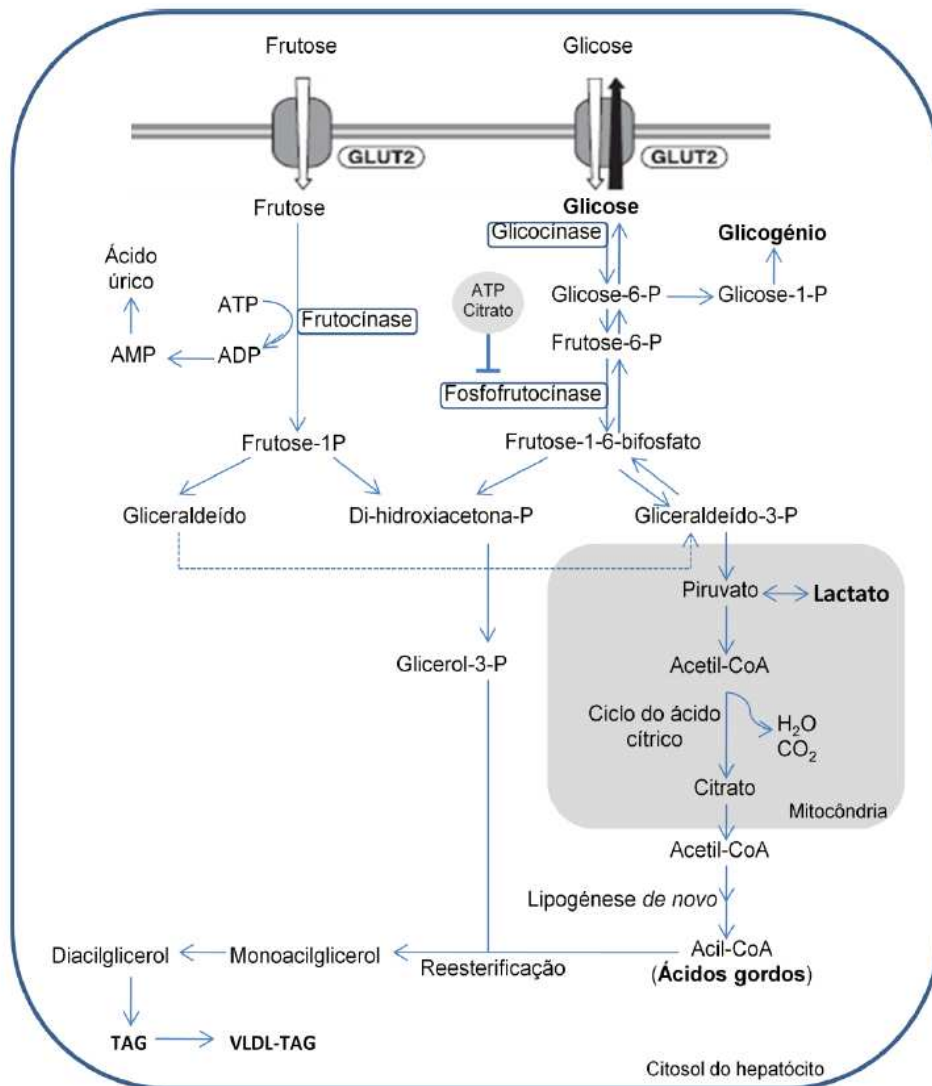 Frutose Glicose
GLUT2 GLUT2
Frutose Glicose
Glicocínase Glicogénio
Ácido
úrico
ATP
ATP
Citrato
Glicose-6-P Glicose-1-P
Frutocínase
Frutose-6-P
AMP ADP
Fosfofrutocínase
Frutose-1P Frutose-1-6-bifosfato
Gliceraldeído Di-hidroxiacetona-P Gliceraldeído-3-P
Piruvato Lactato
Glicerol-3-P Acetil-CoA
Ciclo do ácido
cítrico
H2O
CO2
Citrato
Mitocôndria
Acetil-CoA
Lipogénese de novo
Diacilglicerol Monoacilglicerol Reesterificação Acil-CoA
(Ácidos gordos)
TAG VLDL-TAG
Citosol do hepatócito